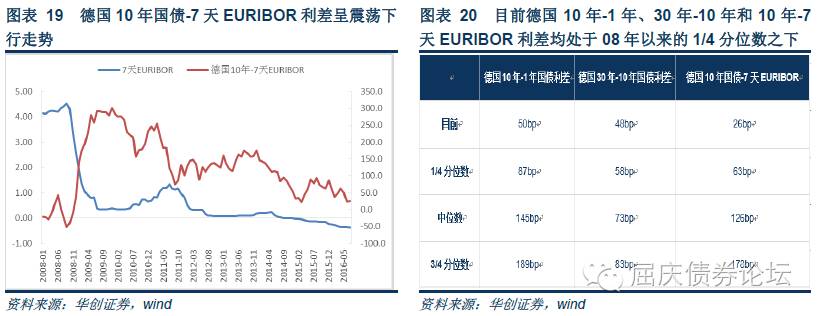 图表 19 德国 10 年国债-7 天 EURIBOR 利差呈震荡下
行走势
7天EURIBOR
德国10年-7天EURIBOR
5.00
4.00
3.00
2.00
1.00
0.00
-1.00
350.0
300.0
250.0
200.0
150.0
100.0
50.0
0.0
-50.0
-100.0
2008-01
2008-06
2008-11
2009-04
2009-09
2010-02
2010-07
2010-12
2011-05
2011-10
2012-03
2012-08
2013-01
2013-06
2013-11
2014-04
2014-09
2015-02
2015-07
2015-12
2016-05
资料来源：华创证券，wind
图表 20 目前德国 10 年-1 年、30 年-10 年和 10 年-7
天 EURIBOR 利差均处于 08 年以来的 1/4 分位数之下
德国10年-1年国债利差 德国30年-10年国债利差 德国10年国债-7天EURIBOR
目前 50bp 48bp 26bp
1/4 分位数 87bp 58bp 63bp
中位数 145bp 73bp 126bp
3/4 分位数 189bp 83bp 178bp
屈庆债券论坛
资料来源：华创证券，wind